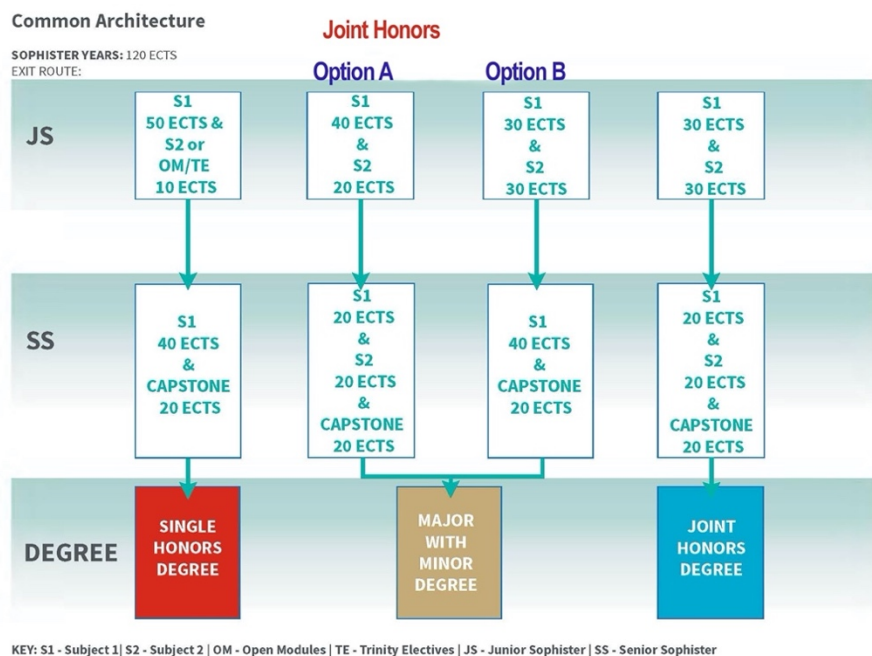 Common Architecture
Joint Honors
SOPHISTER YEARS: 120 ECTS
EXIT ROUTE:
Option A
Option B
JS
S1
50 ECTS &
S2 or
OM/TE
10 ECTS
S1
40 ECTS
&
S2
20 ECTS
S1
30 ECTS
&
S2
30 ECTS
S1
30 ECTS
&
S2
30 ECTS
SS
S1
40 ECTS
&
CAPSTONE
20 ECTS
S1
20 ECTS
&
S2
20 ECTS
&
CAPSTONE
20 ECTS
S1
40 ECTS
&
CAPSTONE
20 ECTS
S1
20 ECTS
&
S2
20 ECTS
&
CAPSTONE
20 ECTS
DEGREE
SINGLE
HONORS
DEGREE
MAJOR
WITH
MINOR
DEGREE
JOINT
HONORS
DEGREE
KEY: S1 - Subject 1| S2 - Subject 2 | OM - Open Modules | TE - Trinity Electives | JS - Junior Sophister | SS - Senior Sophister